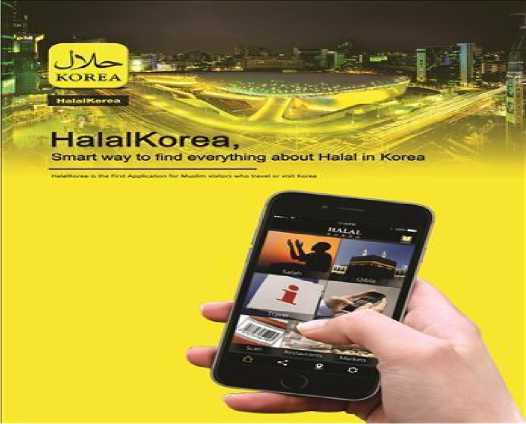 حلال
KOREA
HalalKorea
HalalKorea,
Smart way to find everything about Halal in Korea
HalalKorea is the First Application for Muslim visitors who travel or visit Korea
HALAL
KOREA
Salah
Qibla
Travel
Scan
Restaurants
Markets